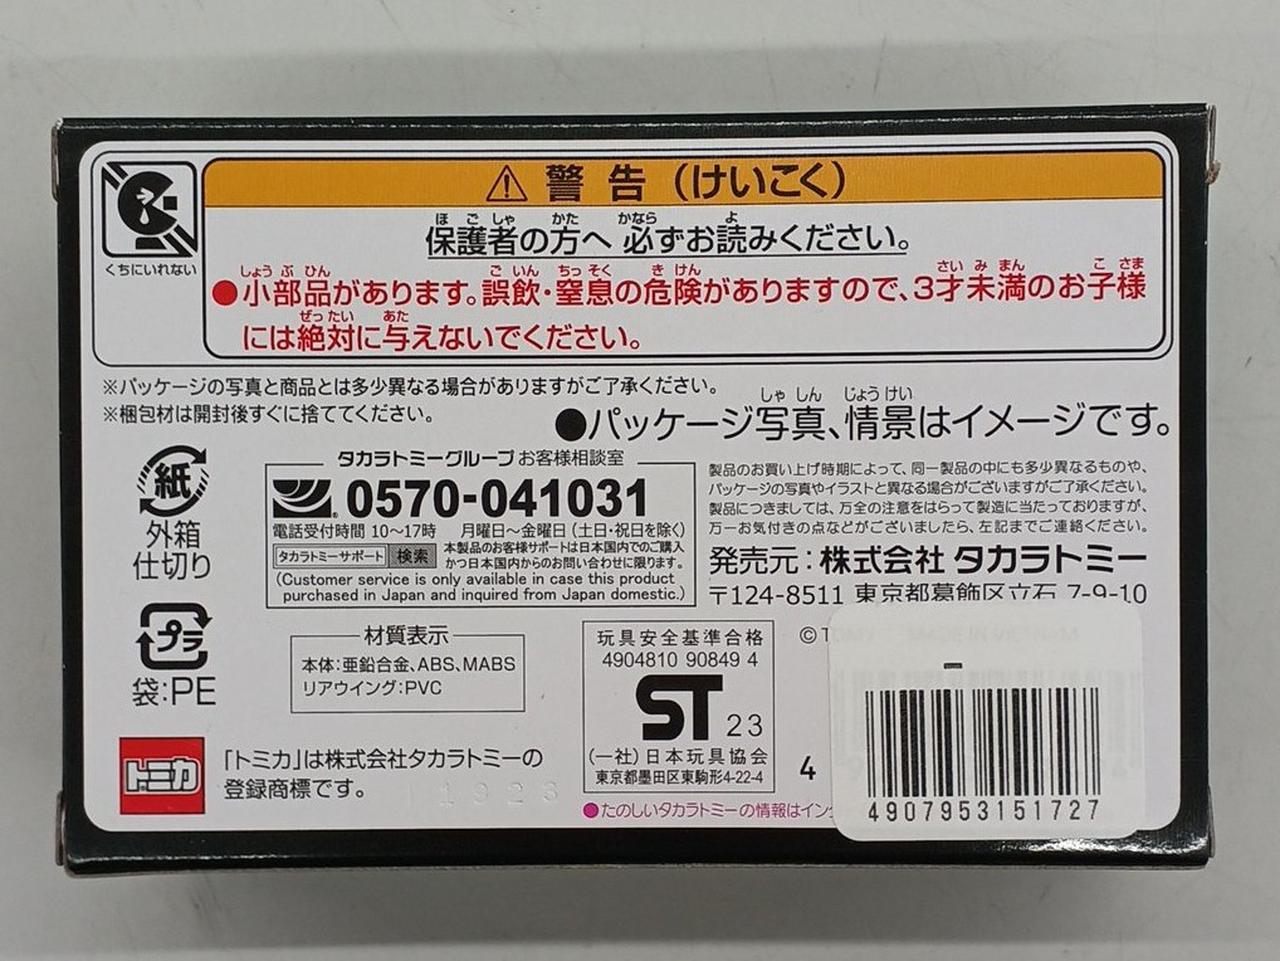 くちにいれない
⚠ 警告 (けいこく)
保護者の方へ 必ずお読みください。
ほ ご しゃ かた かなら よ
●小部品があります。誤飲・窒息の危険がありますので、3才未満のお子様
しょう ぶ ひん ご いん ちっ そく き けん さい み まん こ さま
には絶対に与えないでください。
ぜったい あた
※パッケージの写真と商品とは多少異なる場合がありますがご了承ください。
※梱包材は開封後すぐに捨ててください。
●パッケージ写真、情景はイメージです。
しゃ しん じょう けい
紙
外箱
仕切り
プラ
袋:PE
タカラトミーグループ お客様相談室
0570-041031
電話受付時間 10〜17時 月曜日〜金曜日 (土日・祝日を除く)
タカラトミーサポート 検索
本製品のお客様サポートは日本国内でのご購入
かつ日本国内からのお問い合わせに限ります。
(Customer service is only available in case this product
purchased in Japan and inquired from Japan domestic.)
製品のお買い上げ時期によって、同一製品の中にも多少異なるものや、
パッケージの写真やイラストと異なる場合がございますがご了承ください。
製品につきましては、万全の注意をはらって製造に当たっておりますが、
万一お気付きの点などがございましたら、左記までご連絡ください。
発売元:株式会社 タカラトミー
〒124-8511 東京都葛飾区立石 7-9-10
材質表示
本体:亜鉛合金、ABS、MABS
リアウイング:PVC
玩具安全基準合格
4904810 90849 4
ST 23
(一社)日本玩具協会
東京都墨田区東駒形4-22-4
© T
トミカ
「トミカ」は株式会社タカラトミーの
登録商標です。
●たのしいタカラトミーの情報はイン
4
4907953151727